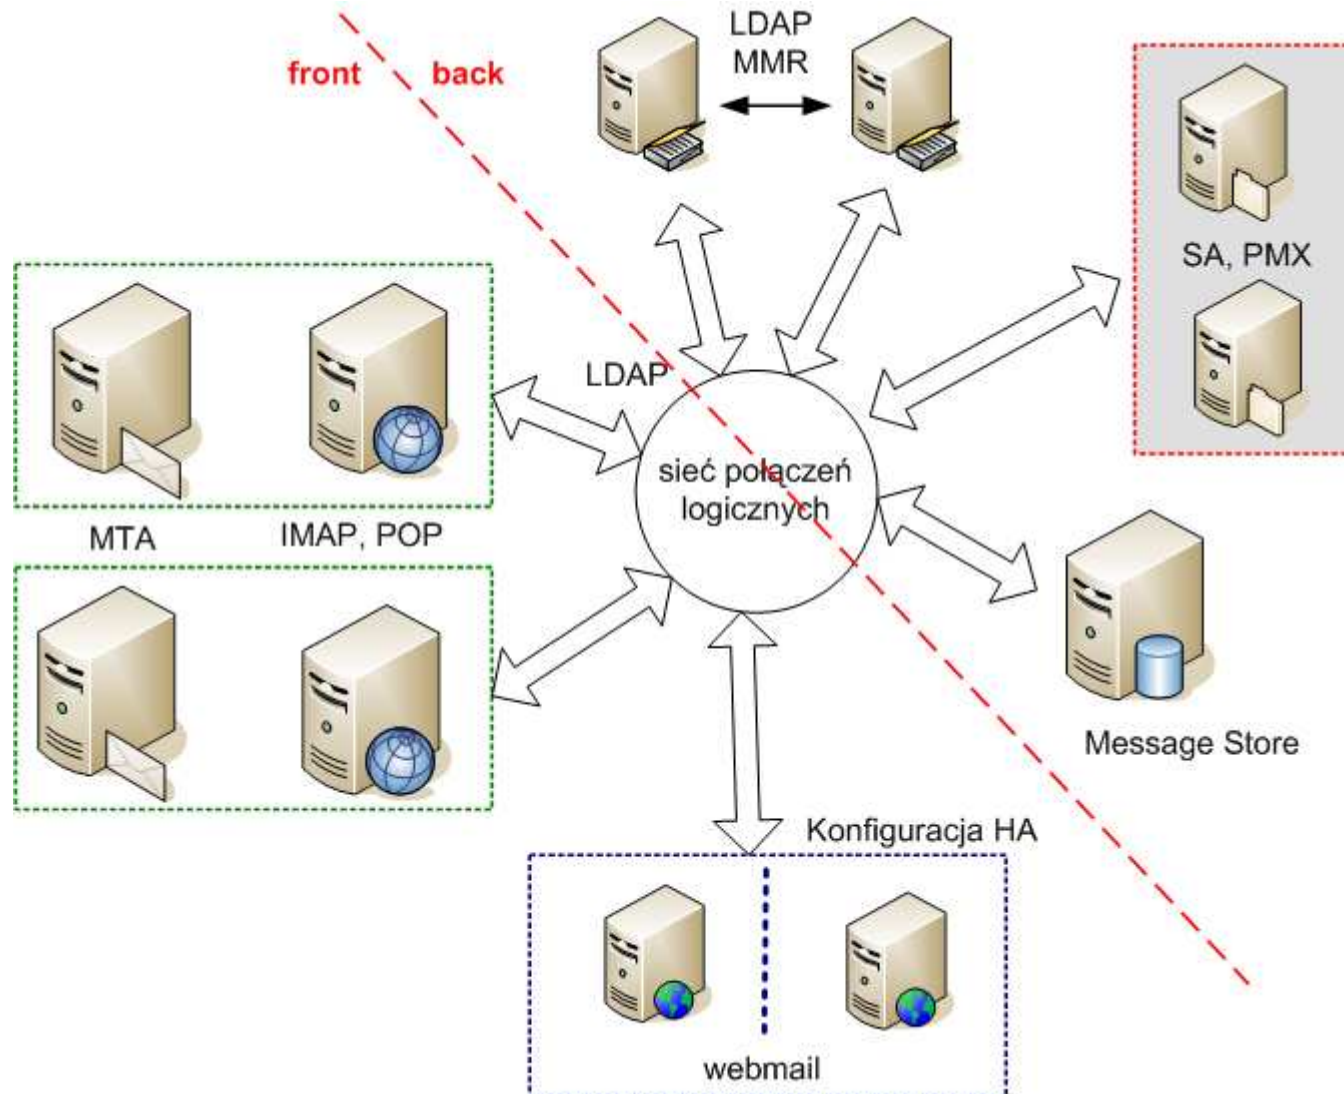 LDAP
MMR
front
back
SA, PMX
LDAP
sieć połączeń
logicznych
MTA
IMAP, POP
Message Store
Konfiguracja HA
webmail